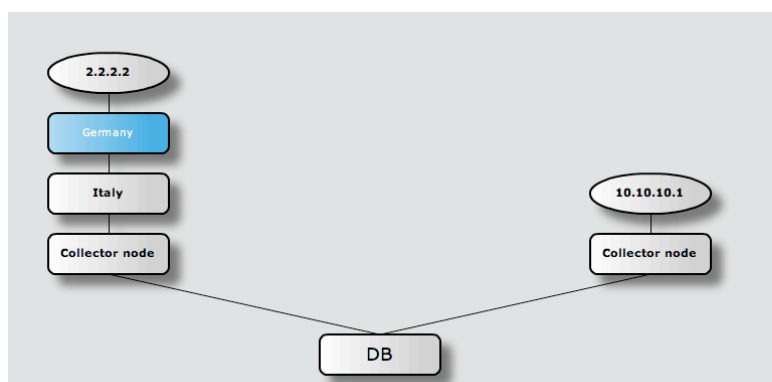 2.2.2.2
Germany
Italy
10.10.10.1
Collector node
Collector node
DB